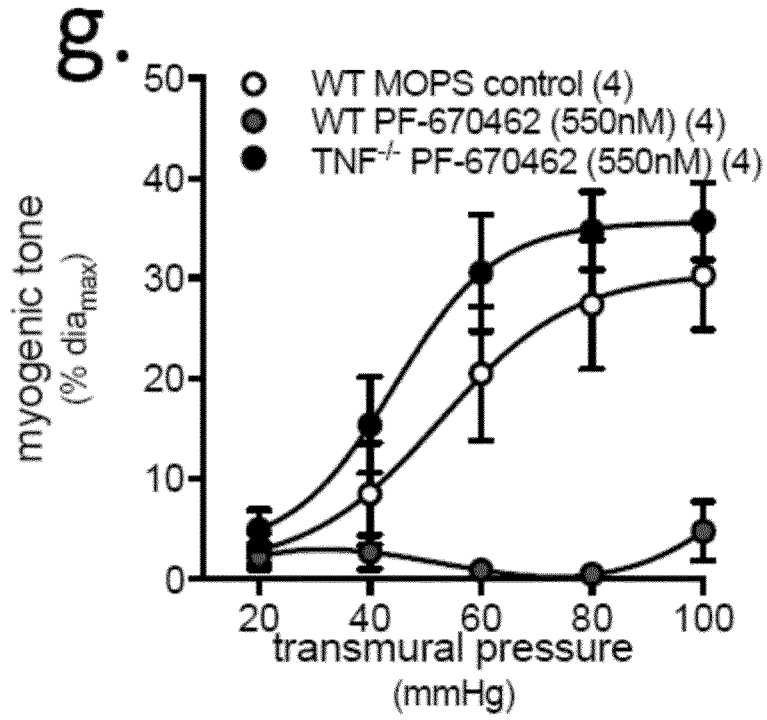 g.
50
WT MOPS control (4)
WT PF-670462 (550nM) (4)
TNF-/- PF-670462 (550nM) (4)
40
30
20
10
0
myogenic tone
(% diamax)
20 40 60 80 100
transmural pressure
(mmHg)